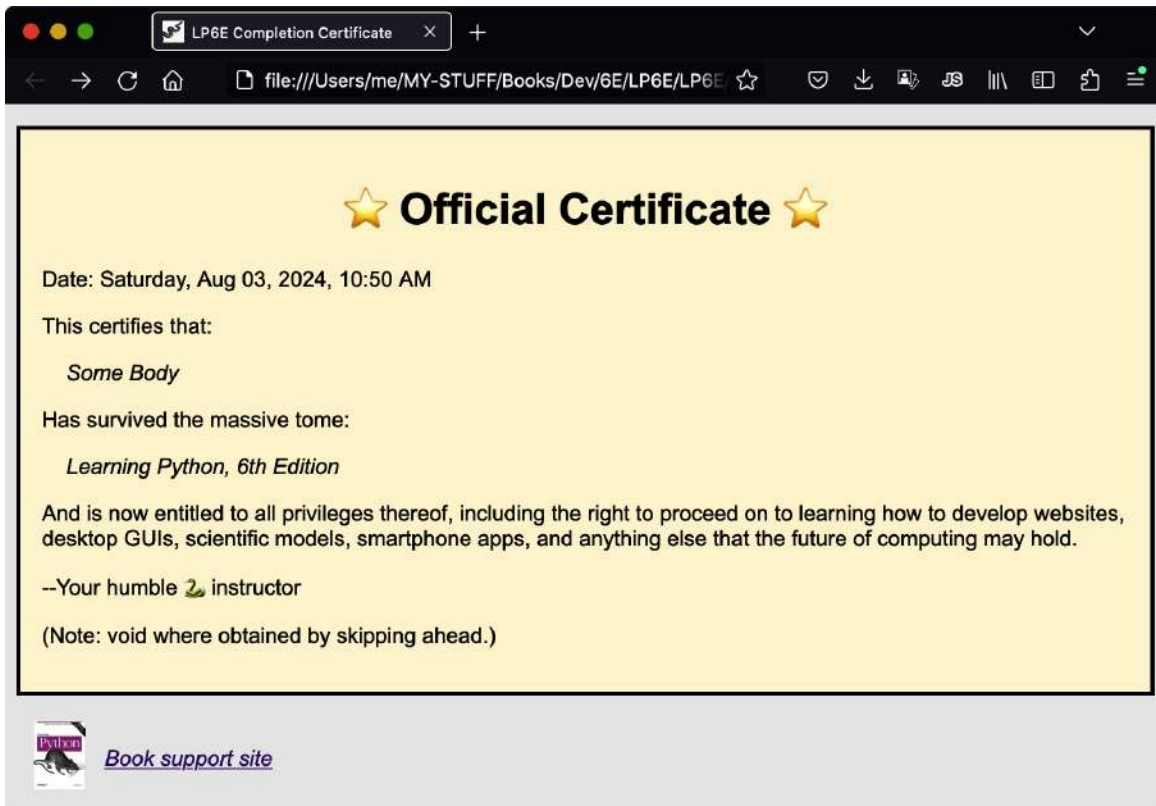 LP6E Completion Certificate
file:///Users/me/MY-STUFF/Books/Dev/6E/LP6E/LP6E/
JS
⭐ Official Certificate ⭐
Date: Saturday, Aug 03, 2024, 10:50 AM
This certifies that:
Some Body
Has survived the massive tome:
Learning Python, 6th Edition
And is now entitled to all privileges thereof, including the right to proceed on to learning how to develop websites,
desktop GUIs, scientific models, smartphone apps, and anything else that the future of computing may hold.
--Your humble 🐍 instructor
(Note: void where obtained by skipping ahead.)
Python
Book support site